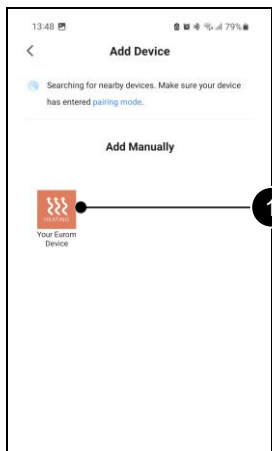 13:48 79%
Add Device
Searching for nearby devices. Make sure your device
has entered pairing mode.
Add Manually
HEATING
Your Eurom
Device
1